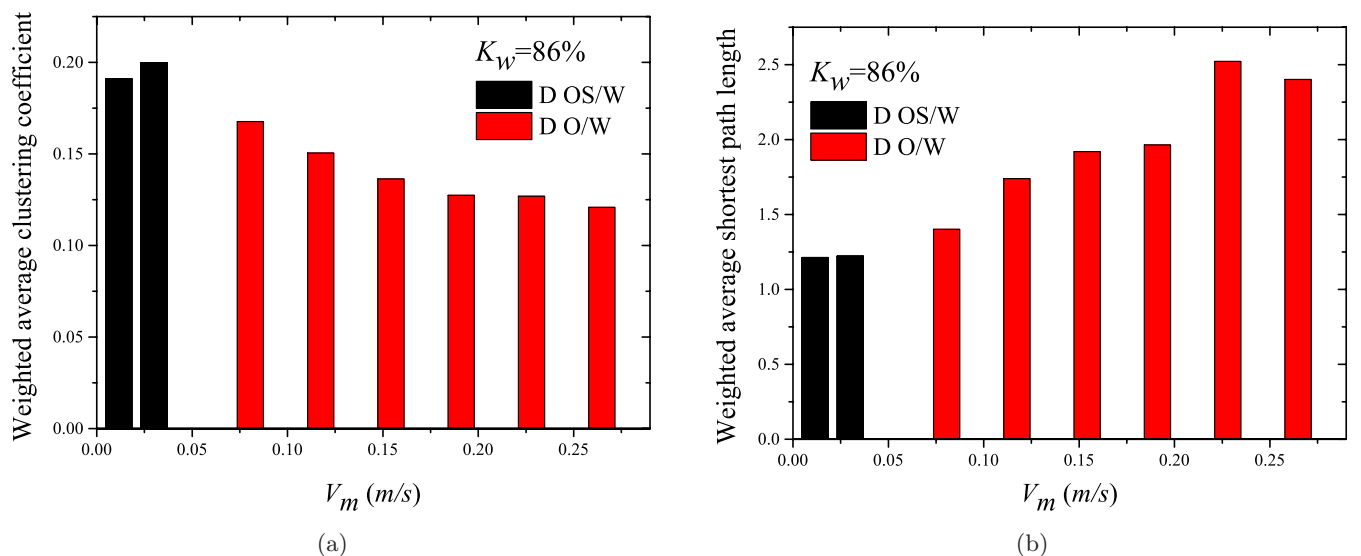 Weighted average clustering coefficient
0.20
0.15
0.10
0.05
0.00
K_w=86%
D OS/W
D O/W
0.00 0.05 0.10 0.15 0.20 0.25
V_m (m/s)
(a)
Weighted average shortest path length
2.5
2.0
1.5
1.0
0.5
0.0
K_w=86%
D OS/W
D O/W
0.00 0.05 0.10 0.15 0.20 0.25
V_m (m/s)
(b)